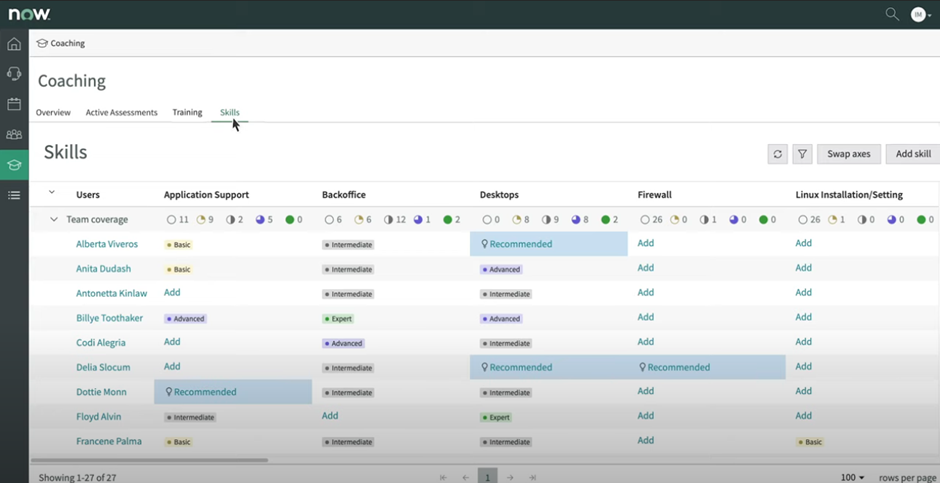 now.
IM
Coaching
Coaching
Overview Active Assessments Training Skills
Skills
Swap axes Add skill
Users Application Support Backoffice Desktops Firewall Linux Installation/Setting
Team coverage 11 9 2 5 0 6 6 12 1 2 0 8 9 8 2 26 0 1 0 0 26 1 0 0 0
Alberta Viveros Basic Intermediate Recommended Add Add
Anita Dudash Basic Intermediate Advanced Add Add
Antonetta Kinlaw Add Intermediate Intermediate Add Add
Billye Toothaker Advanced Expert Advanced Add Add
Codi Alegria Add Advanced Intermediate Add Add
Delia Slocum Add Intermediate Recommended Recommended Add
Dottie Monn Recommended Intermediate Intermediate Add Add
Floyd Alvin Intermediate Add Expert Add Add
Francene Palma Basic Intermediate Intermediate Add Basic
Showing 1-27 of 27 1 100 rows per page